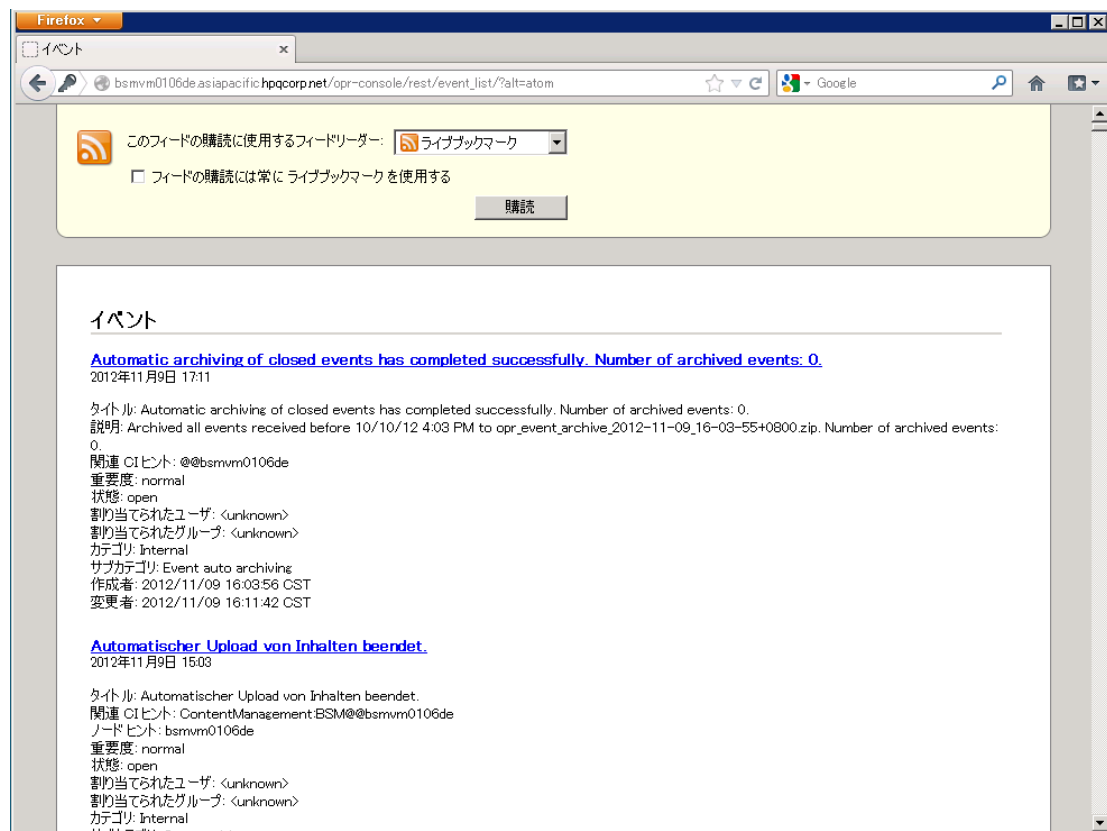 Firefox
イベント
bsmvm0106de.asiapacific.hpqcorp.net/opr-console/rest/event_list/?alt=atom
Google
このフィードの購読に使用するフィードリーダー: ライブブックマーク
フィードの購読には常に ライブブックマーク を使用する
購読
イベント
Automatic archiving of closed events has completed successfully. Number of archived events: 0.
2012年11月9日 17:11
タイトル: Automatic archiving of closed events has completed successfully. Number of archived events: 0.
説明: Archived all events received before 10/10/12 4:03 PM to opr_event_archive_2012-11-09_16-03-55+0800.zip. Number of archived events:
0.
関連 CI ヒント: @@bsmvm0106de
重要度: normal
状態: open
割り当てられたユーザ: <unknown>
割り当てられたグループ: <unknown>
カテゴリ: Internal
サブカテゴリ: Event auto archiving
作成者: 2012/11/09 16:03:56 CST
変更者: 2012/11/09 16:11:42 CST
Automatischer Upload von Inhalten beendet.
2012年11月9日 15:03
タイトル: Automatischer Upload von Inhalten beendet.
関連 CI ヒント: ContentManagement:BSM@@bsmvm0106de
ノード ヒント: bsmvm0106de
重要度: normal
状態: open
割り当てられたユーザ: <unknown>
割り当てられたグループ: <unknown>
カテゴリ: Internal